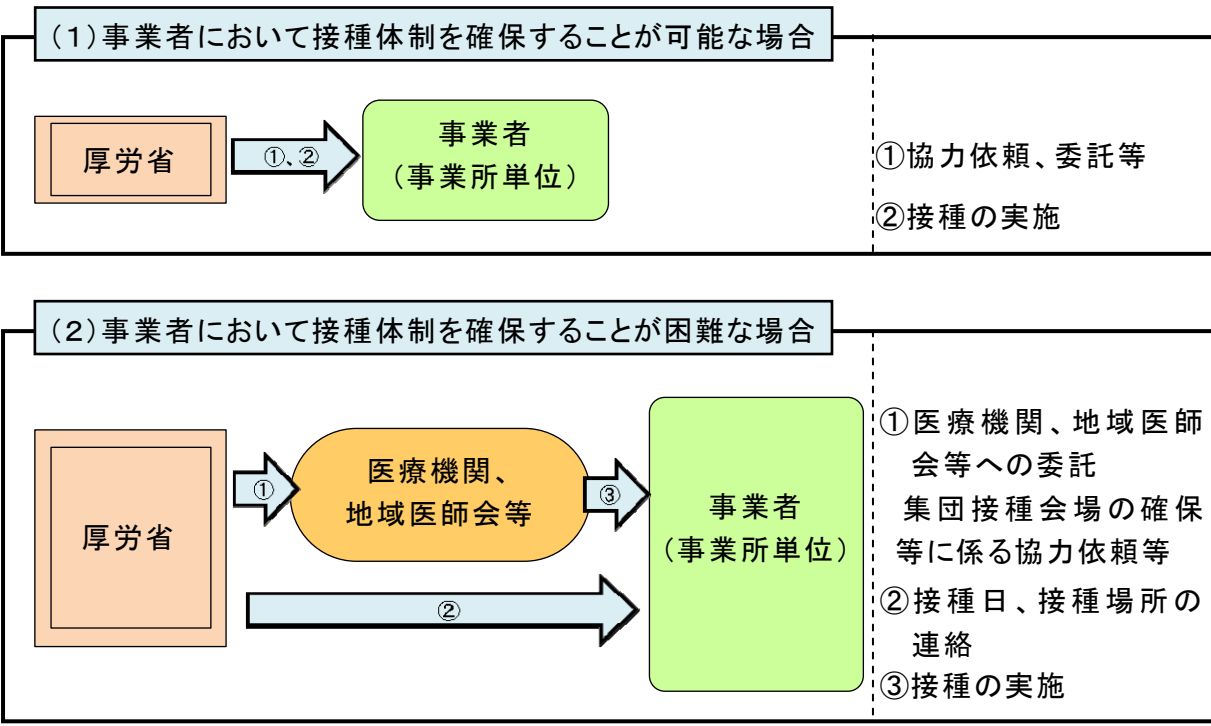 (1)事業者において接種体制を確保することが可能な場合
厚労省
①、②
事業者
(事業所単位)
①協力依頼、委託等
②接種の実施
(2)事業者において接種体制を確保することが困難な場合
厚労省
①
医療機関、
地域医師会等
③
②
事業者
(事業所単位)
①医療機関、地域医師
会等への委託
集団接種会場の確保
等に係る協力依頼等
②接種日、接種場所の
連絡
③接種の実施